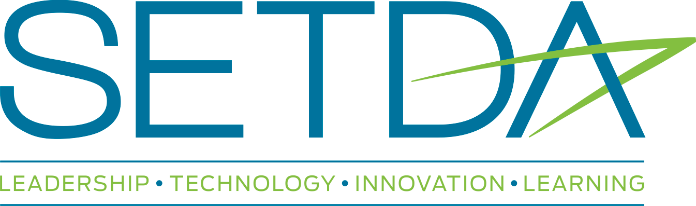 SETDA
LEADERSHIP • TECHNOLOGY • INNOVATION • LEARNING